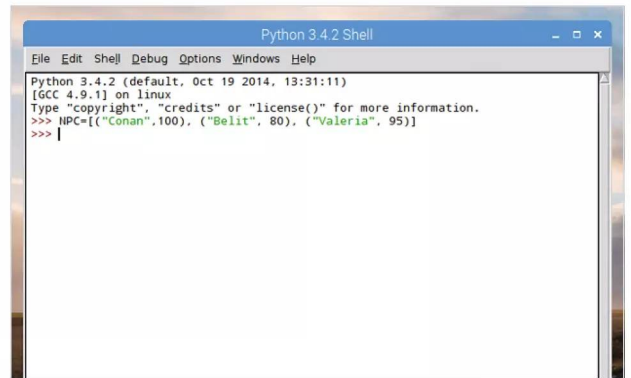 Python 3.4.2 Shell
File Edit Shell Debug Options Windows Help
Python 3.4.2 (default, Oct 19 2014, 13:31:11)
[GCC 4.9.1] on linux
Type "copyright", "credits" or "license()" for more information.
>>> NPC=[("Conan",100), ("Belit", 80), ("Valeria", 95)]
>>>